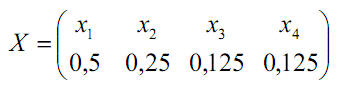 X = ( x₁ x₂ x₃ x₄
0,5 0,25 0,125 0,125 )